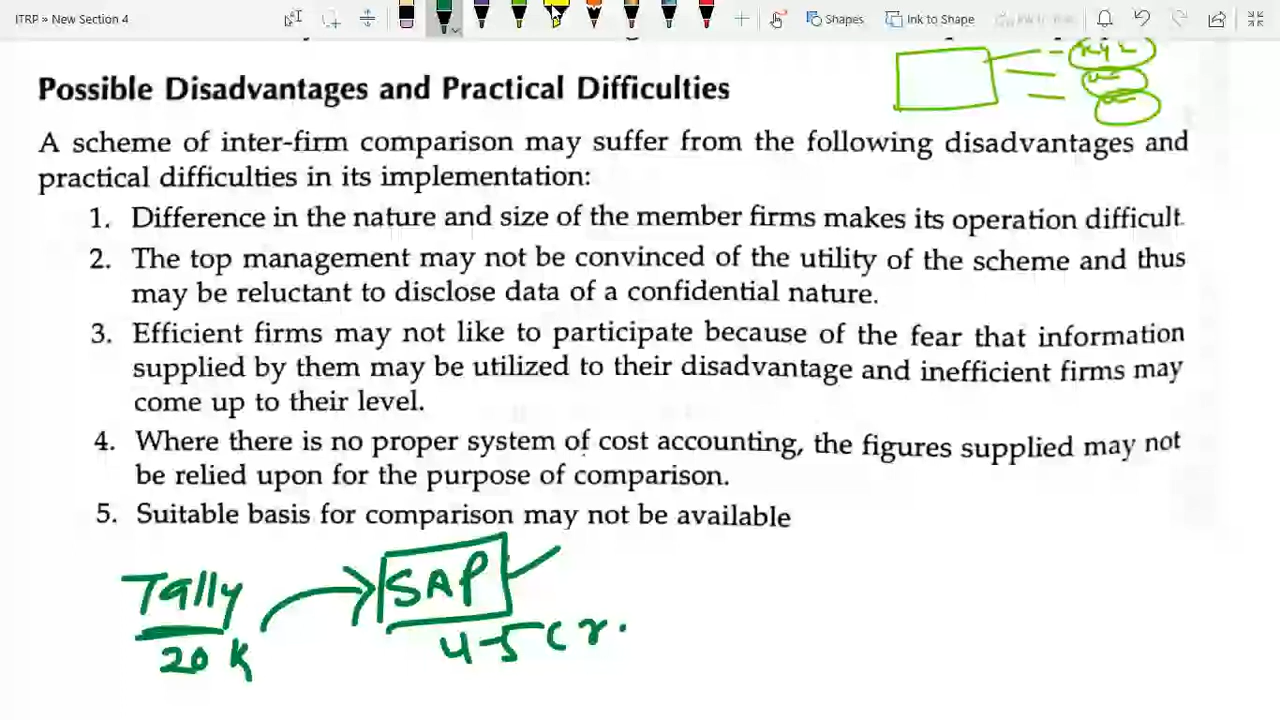 ITRP » New Section 4
Shapes
Ink to Shape
Possible Disadvantages and Practical Difficulties
A scheme of inter-firm comparison may suffer from the following disadvantages and
practical difficulties in its implementation:
1. Difference in the nature and size of the member firms makes its operation difficult.
2. The top management may not be convinced of the utility of the scheme and thus
may be reluctant to disclose data of a confidential nature.
3. Efficient firms may not like to participate because of the fear that information
supplied by them may be utilized to their disadvantage and inefficient firms may
come up to their level.
4. Where there is no proper system of cost accounting, the figures supplied may not
be relied upon for the purpose of comparison.
5. Suitable basis for comparison may not be available
Tally
SAP
20 K
4-5 Cr.